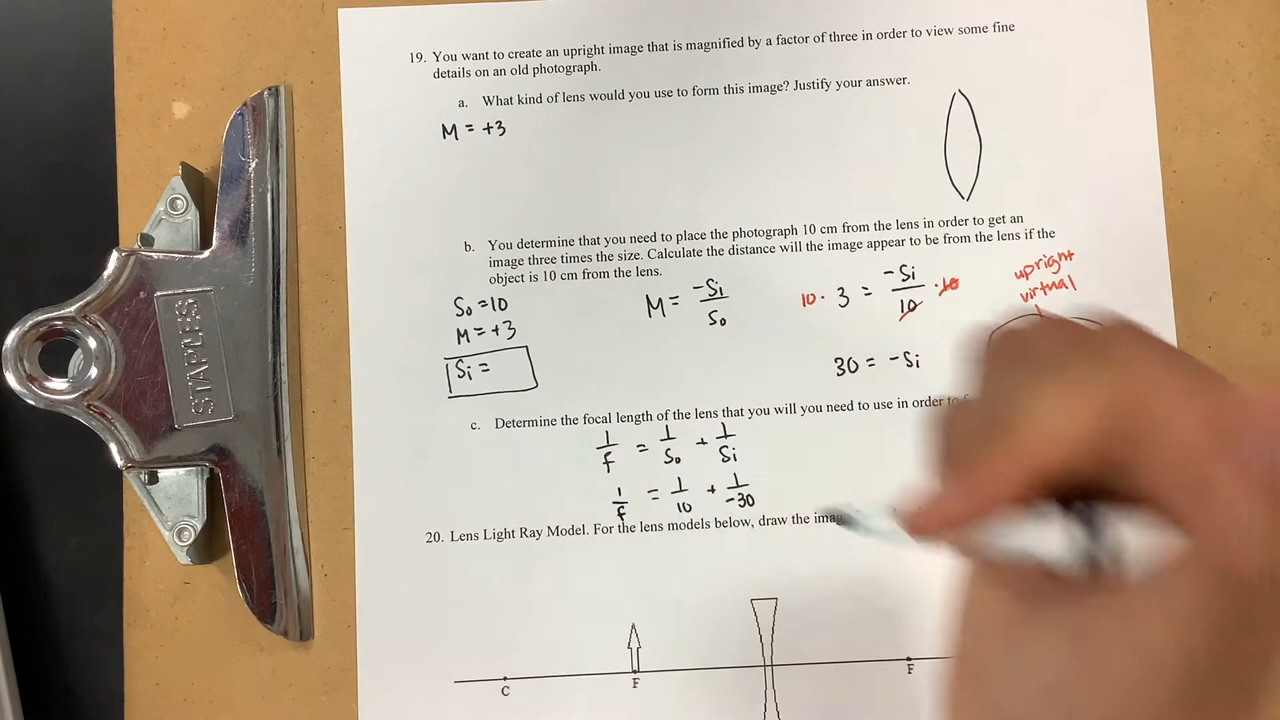 19. You want to create an upright image that is magnified by a factor of three in order to view some fine
details on an old photograph.
a. What kind of lens would you use to form this image? Justify your answer.
M = +3
b. You determine that you need to place the photograph 10 cm from the lens in order to get an
image three times the size. Calculate the distance will the image appear to be from the lens if the
object is 10 cm from the lens.
So = 10
M = +3
Si =
M = -Si / So
10 · 3 = -Si / 10 · 10
30 = -Si
upright
virtual
c. Determine the focal length of the lens that you will you need to use in order to
1/f = 1/So + 1/Si
1/f = 1/10 + 1/-30
20. Lens Light Ray Model. For the lens models below, draw the
C
F
F
STAPLES